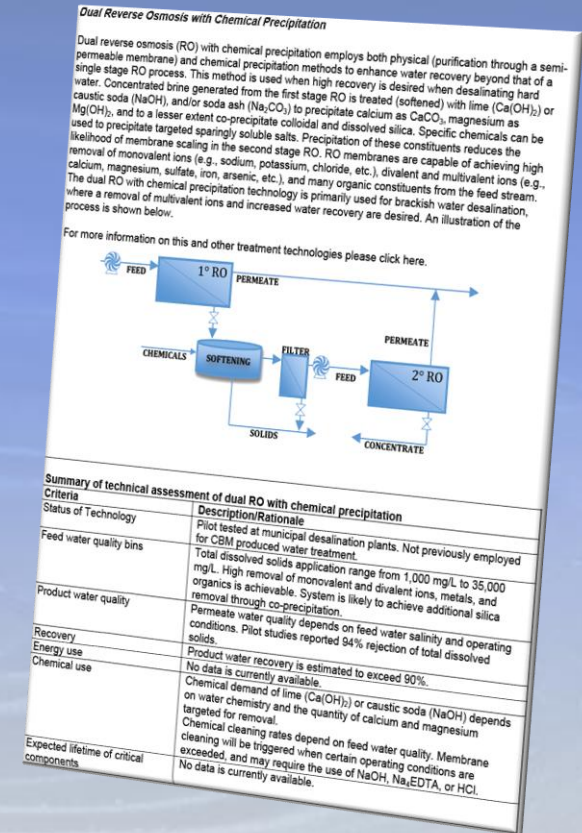 Dual Reverse Osmosis with Chemical Precipitation
Dual reverse osmosis (RO) with chemical precipitation employs both physical (purification through a semi-
permeable membrane) and chemical precipitation methods to enhance water recovery beyond that of a
single stage RO process. This method is used when high recovery is desired when desalinating hard
water. Concentrated brine generated from the first stage RO is treated (softened) with lime (Ca(OH)₂) or
caustic soda (NaOH), and/or soda ash (Na₂CO₃) to precipitate calcium as CaCO₃, magnesium as
Mg(OH)₂, and to a lesser extent co-precipitate colloidal and dissolved silica. Specific chemicals can be
used to precipitate targeted sparingly soluble salts. Precipitation of these constituents reduces the
likelihood of membrane scaling in the second stage RO. RO membranes are capable of achieving high
removal of monovalent ions (e.g., sodium, potassium, chloride, etc.), divalent and multivalent ions (e.g.,
calcium, magnesium, sulfate, iron, arsenic, etc.), and many organic constituents from the feed stream.
The dual RO with chemical precipitation technology is primarily used for brackish water desalination,
where a removal of multivalent ions and increased water recovery are desired. An illustration of the
process is shown below.
For more information on this and other treatment technologies please click here.
FEED
1° RO
PERMEATE
CHEMICALS
SOFTENING
FILTER
FEED
PERMEATE
2° RO
SOLIDS
CONCENTRATE
Summary of technical assessment of dual RO with chemical precipitation
Criteria
Description/Rationale
Status of Technology
Pilot tested at municipal desalination plants. Not previously employed
for CBM produced water treatment.
Feed water quality bins
Total dissolved solids application range from 1,000 mg/L to 35,000
mg/L. High removal of monovalent and divalent ions, metals, and
organics is achievable. System is likely to achieve additional silica
removal through co-precipitation.
Product water quality
Permeate water quality depends on feed water salinity and operating
conditions. Pilot studies reported 94% rejection of total dissolved
solids.
Recovery
Product water recovery is estimated to exceed 90%.
Energy use
No data is currently available.
Chemical use
Chemical demand of lime (Ca(OH)₂) or caustic soda (NaOH) depends
on water chemistry and the quantity of calcium and magnesium
targeted for removal.
Chemical cleaning rates depend on feed water quality. Membrane
cleaning will be triggered when certain operating conditions are
exceeded, and may require the use of NaOH, Na₄EDTA, or HCl.
Expected lifetime of critical
components
No data is currently available.